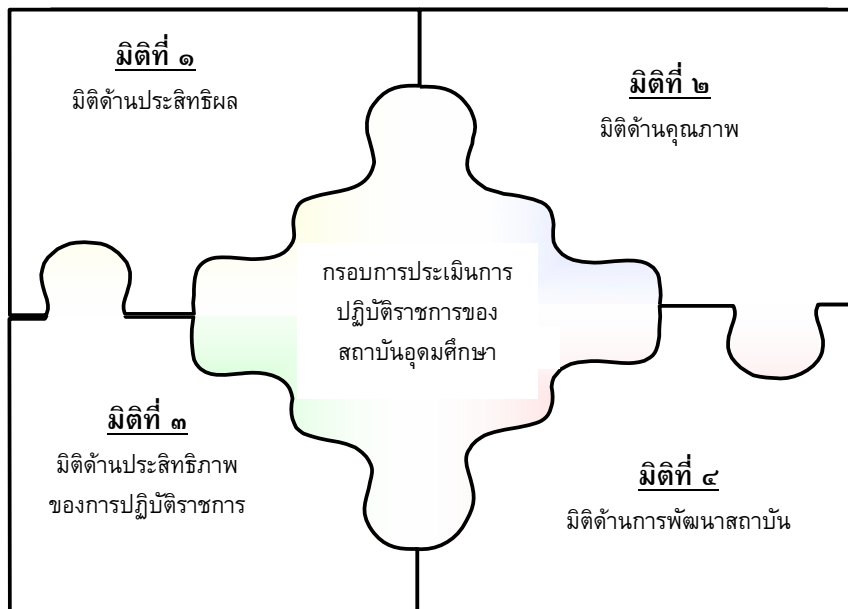 มิติที่ ๑
มิติด้านประสิทธิผล
มิติที่ ๒
มิติด้านคุณภาพ
กรอบการประเมินการ
ปฏิบัติราชการของ
สถาบันอุดมศึกษา
มิติที่ ๓
มิติด้านประสิทธิภาพ
ของการปฏิบัติราชการ
มิติที่ ๔
มิติด้านการพัฒนาสถาบัน